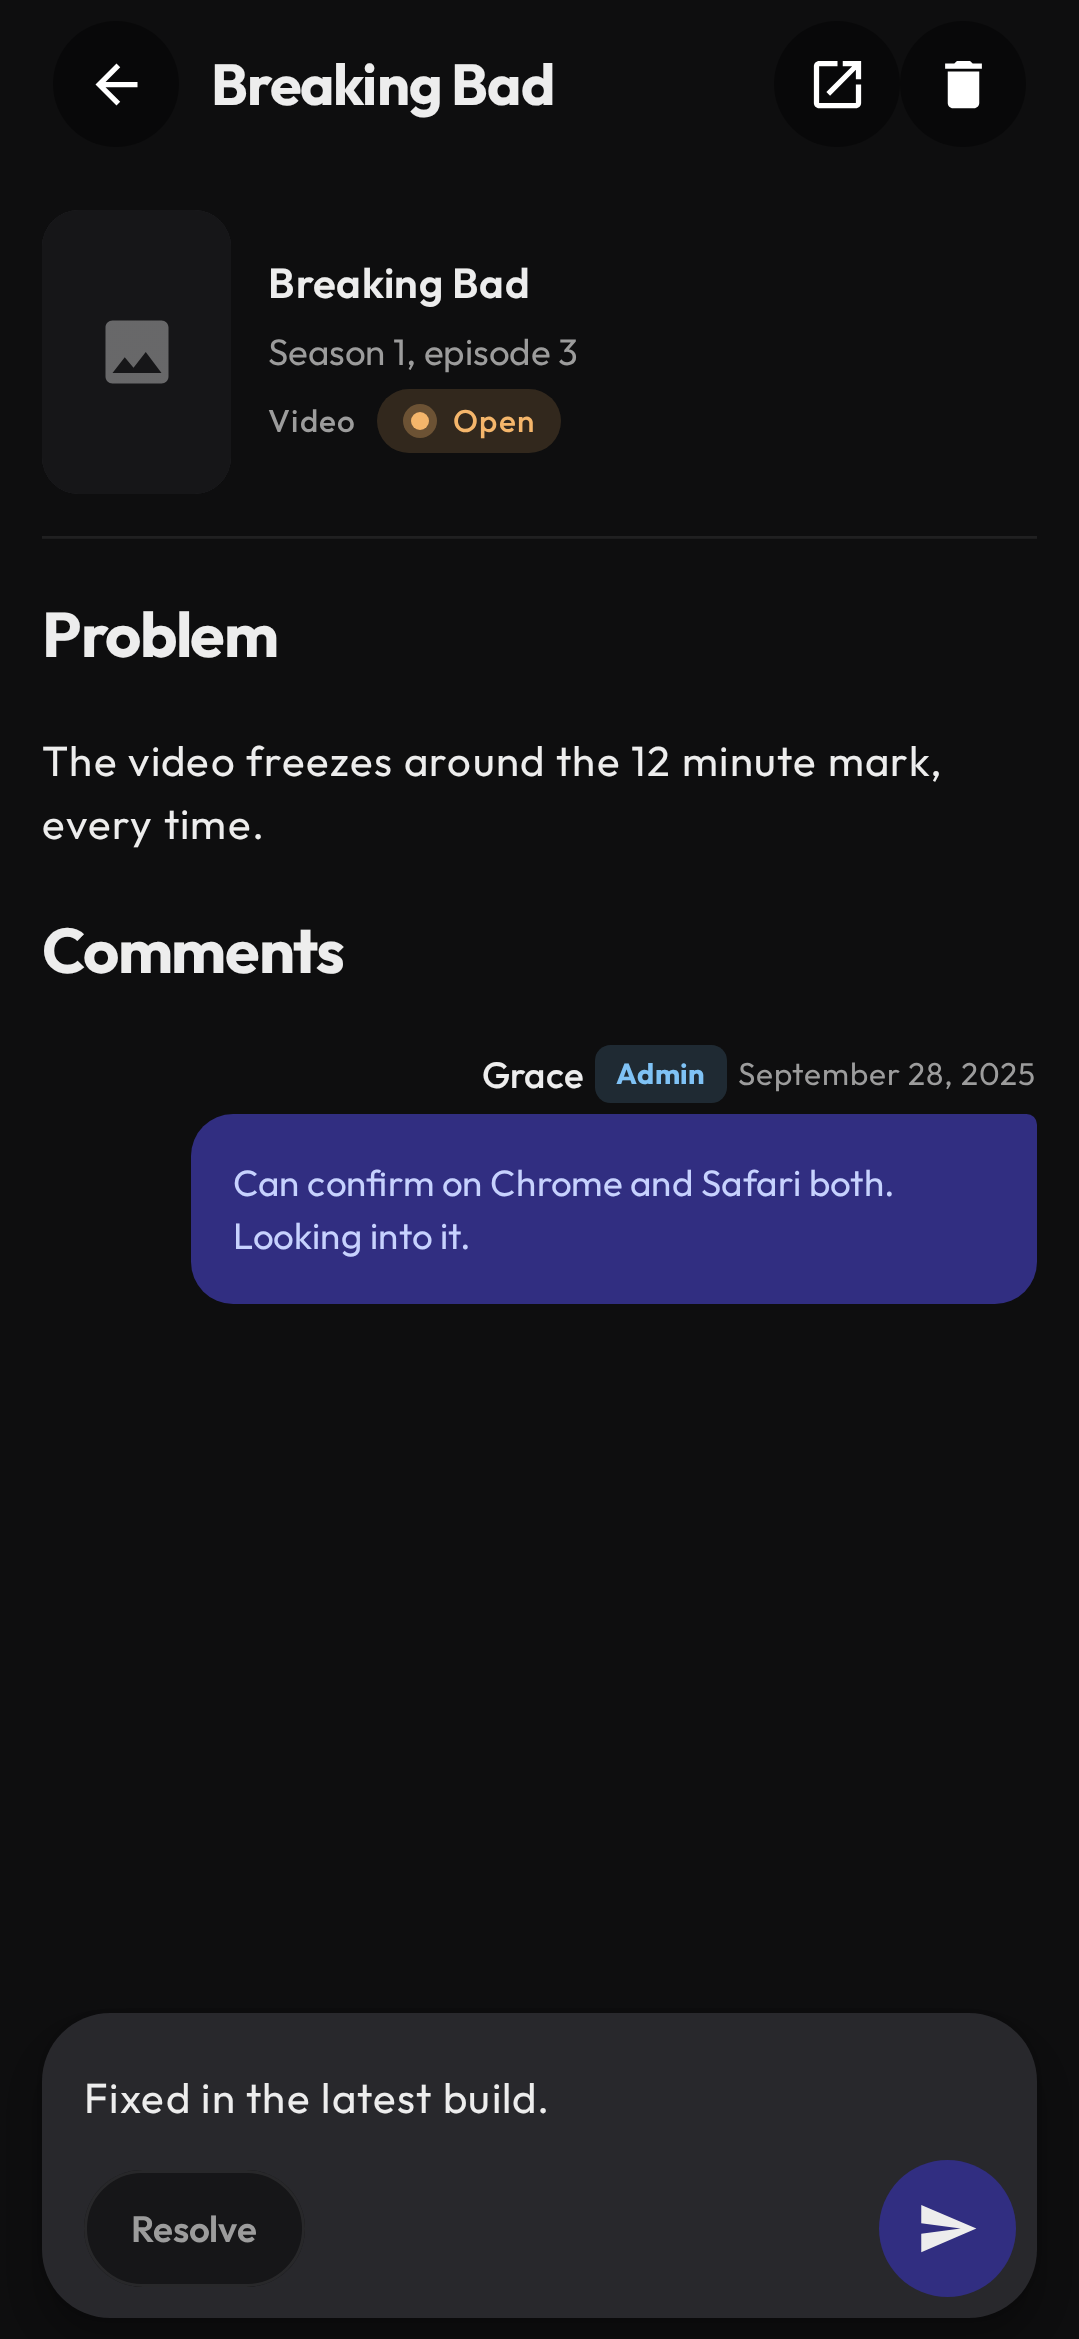 Breaking Bad
Breaking Bad
Season 1, episode 3
Video Open
Problem
The video freezes around the 12 minute mark,
every time.
Comments
Grace Admin September 28, 2025
Can confirm on Chrome and Safari both.
Looking into it.
Fixed in the latest build.
Resolve